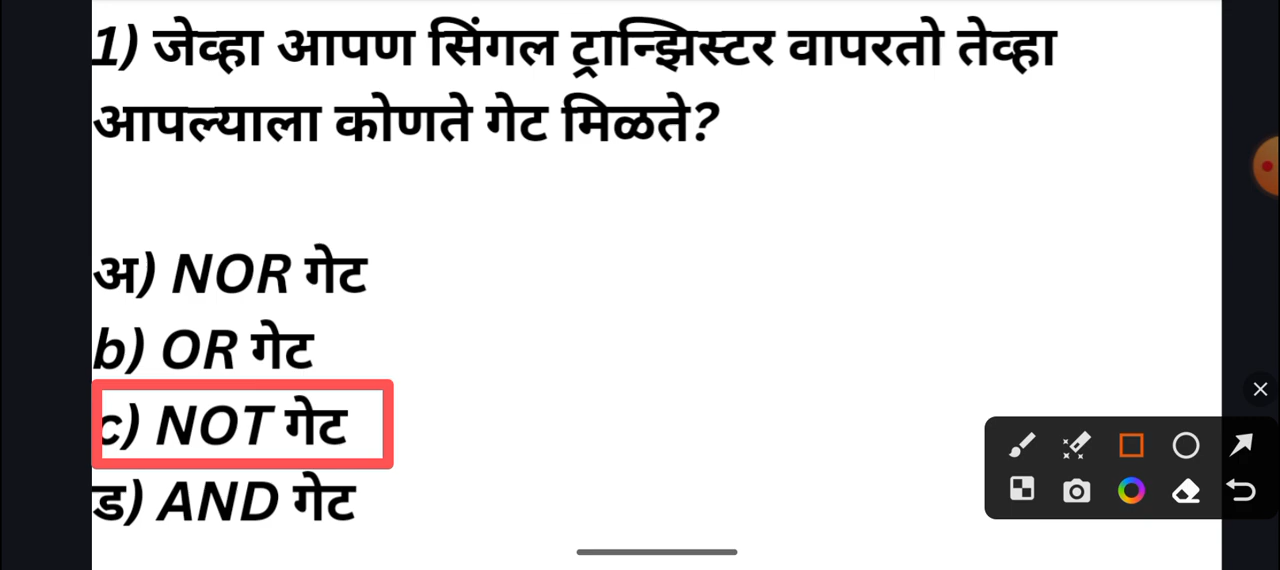 1) जेव्हा आपण सिंगल ट्रान्झिस्टर वापरतो तेव्हा
आपल्याला कोणते गेट मिळते?
अ) NOR गेट
b) OR गेट
c) NOT गेट
ड) AND गेट